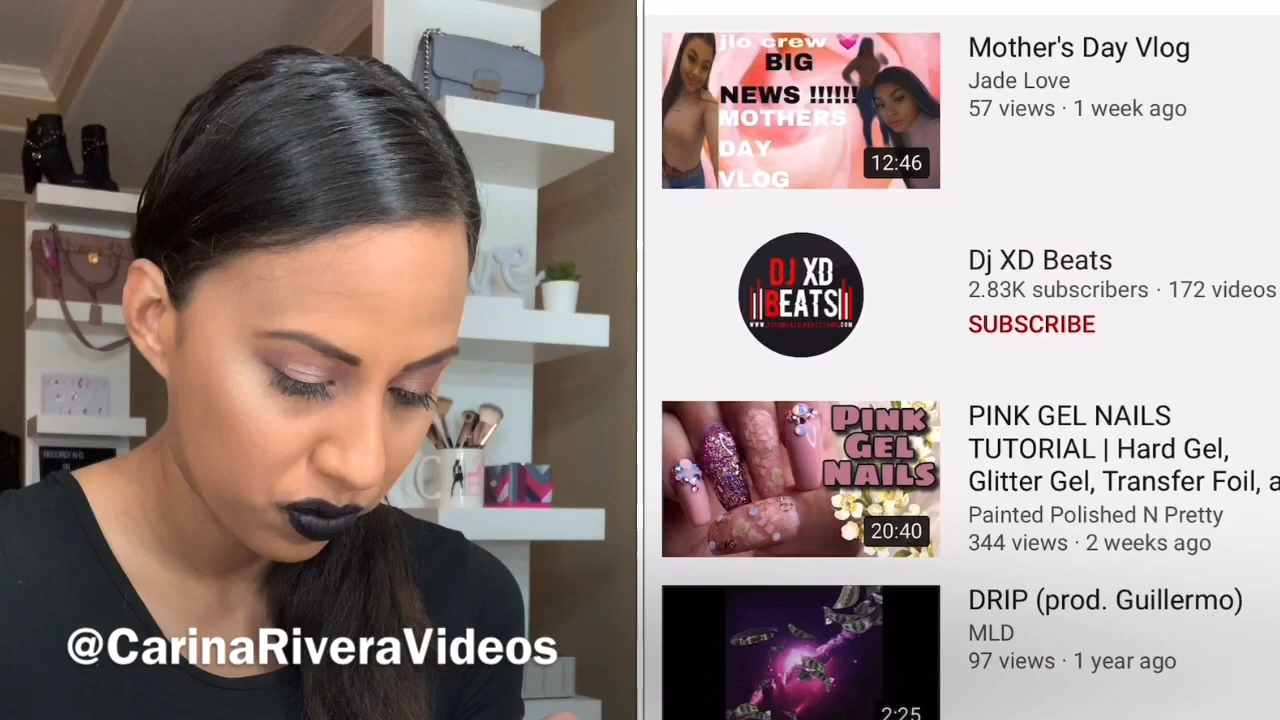 @CarinaRiveraVideos
RECORDING
IN
jlo crew
BIG
NEWS !!!!!!
MOTHERS
DAY
VLOG
12:46
Mother's Day Vlog
Jade Love
57 views · 1 week ago
DJ XD
BEATS
Dj XD Beats
2.83K subscribers · 172 videos
SUBSCRIBE
PINK
GEL
NAILS
20:40
PINK GEL NAILS
TUTORIAL | Hard Gel,
Glitter Gel, Transfer Foil, a
Painted Polished N Pretty
344 views · 2 weeks ago
2:25
DRIP (prod. Guillermo)
MLD
97 views · 1 year ago